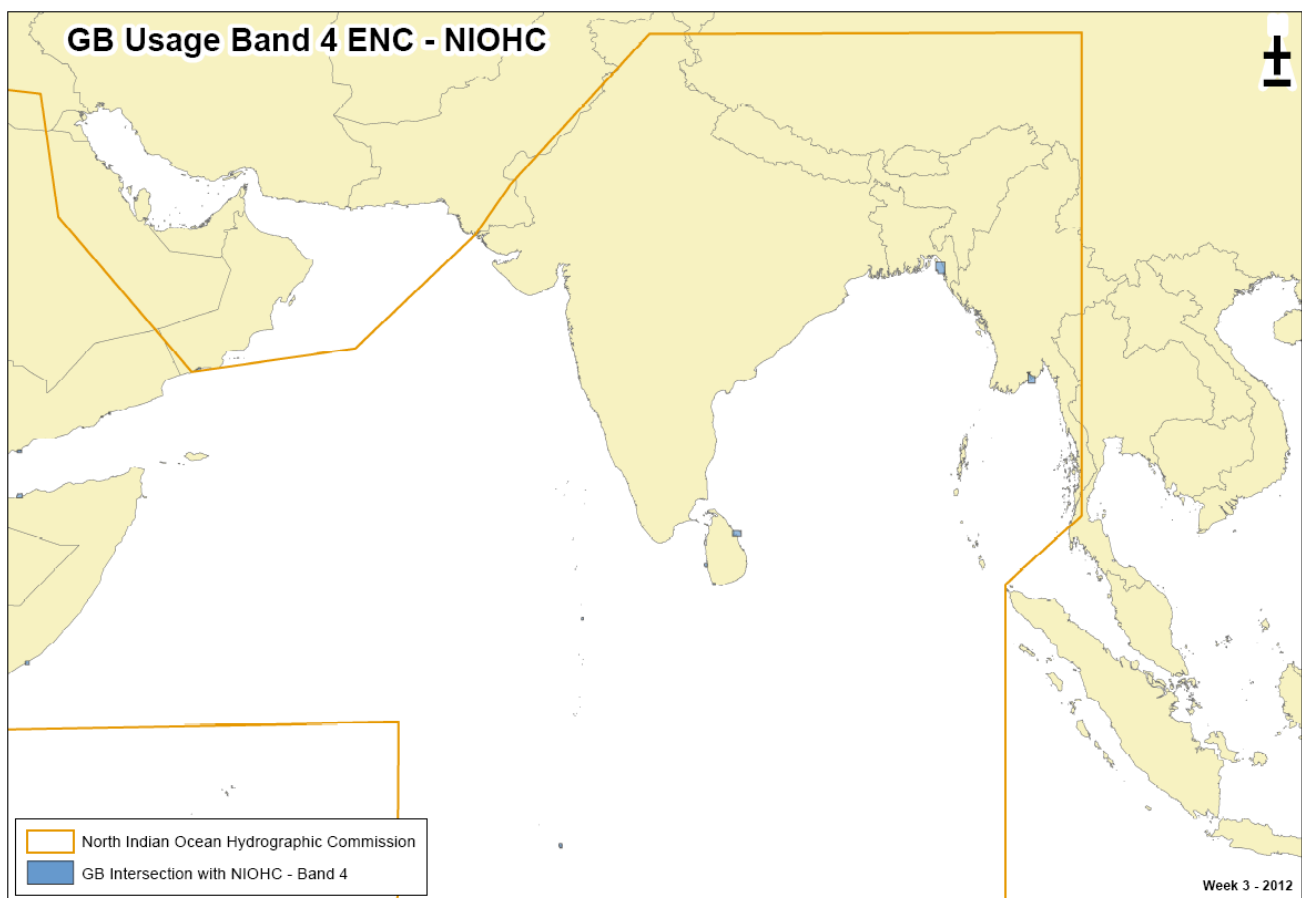 GB Usage Band 4 ENC - NIOHC
North Indian Ocean Hydrographic Commission
GB Intersection with NIOHC - Band 4
Week 3 - 2012